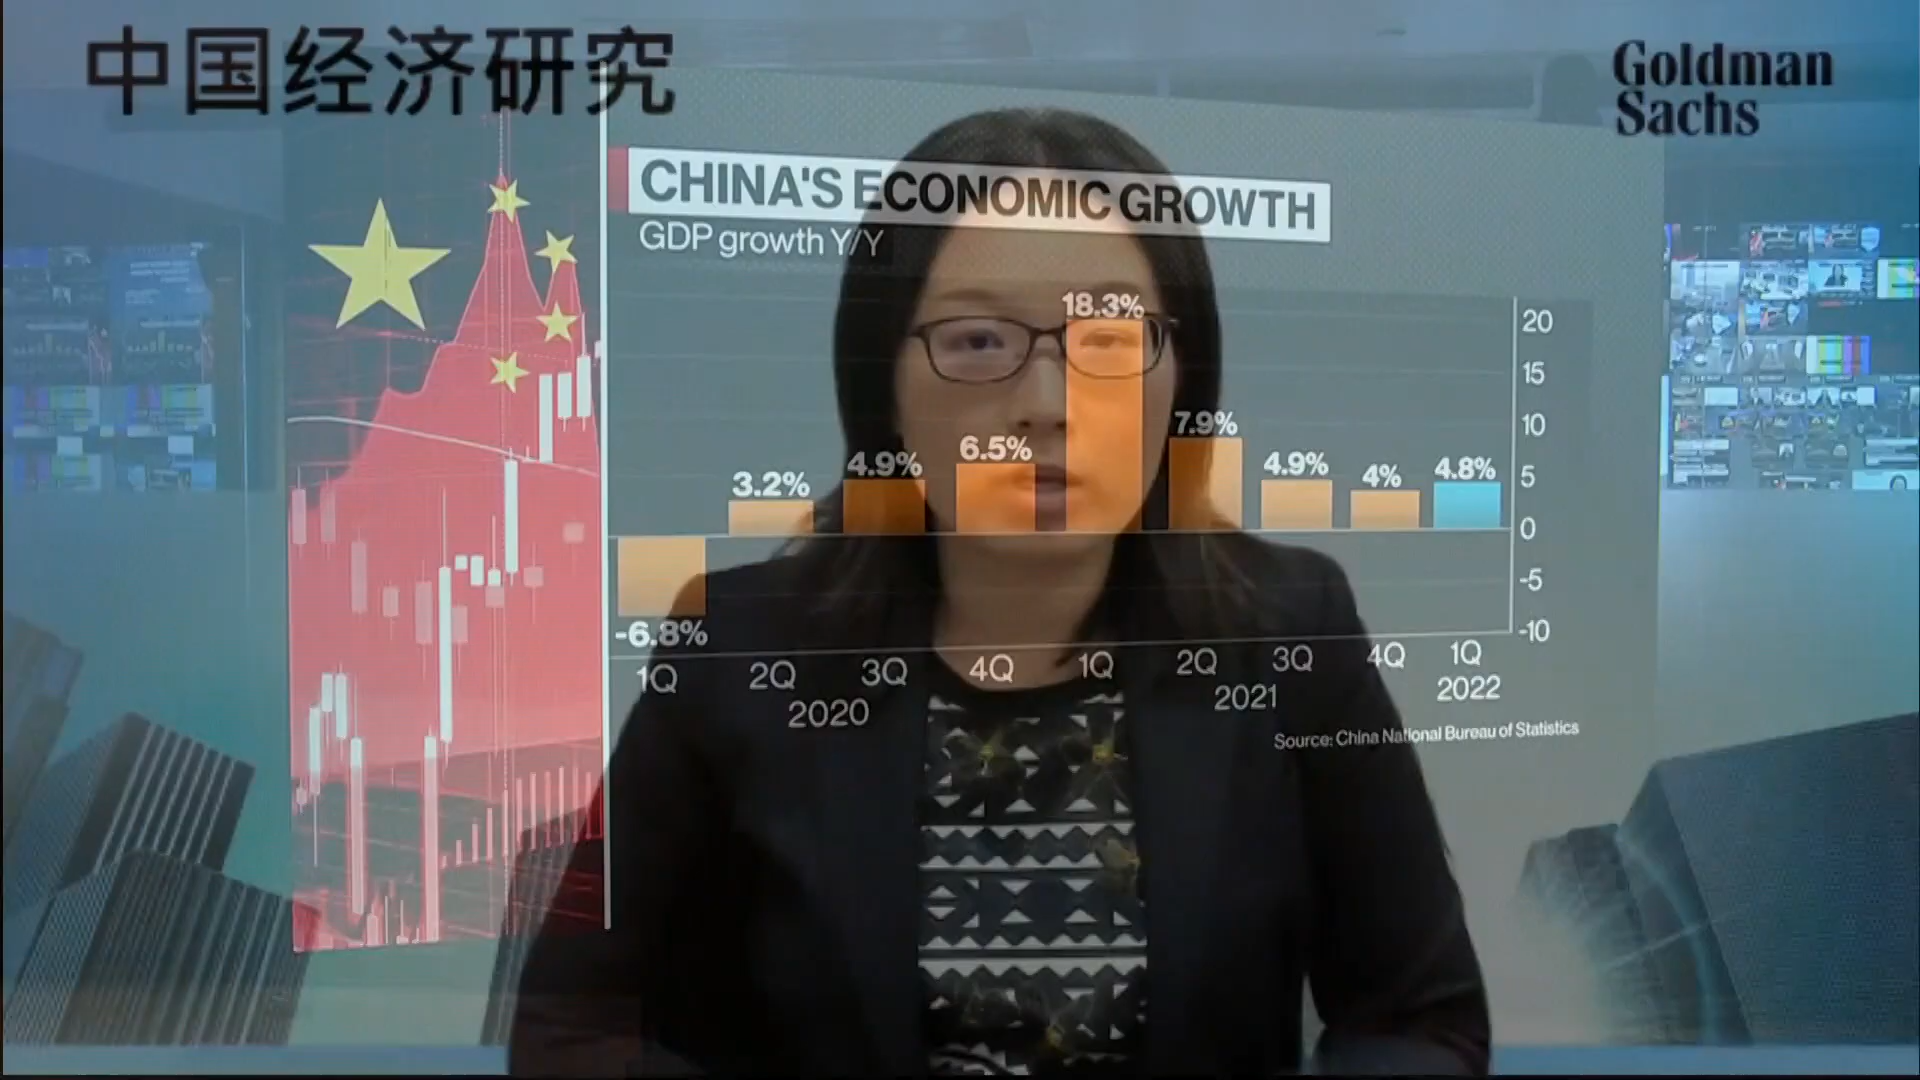 中国经济研究
Goldman
Sachs
CHINA'S ECONOMIC GROWTH
GDP growth Y/Y
18.3%
7.9%
6.5%
4.9%
3.2%
4.9%
4%
4.8%
-6.8%
20
15
10
5
0
-5
-10
1Q 2Q 3Q 4Q 1Q 2Q 3Q 4Q 1Q
2020 2021 2022
Source: China National Bureau of Statistics